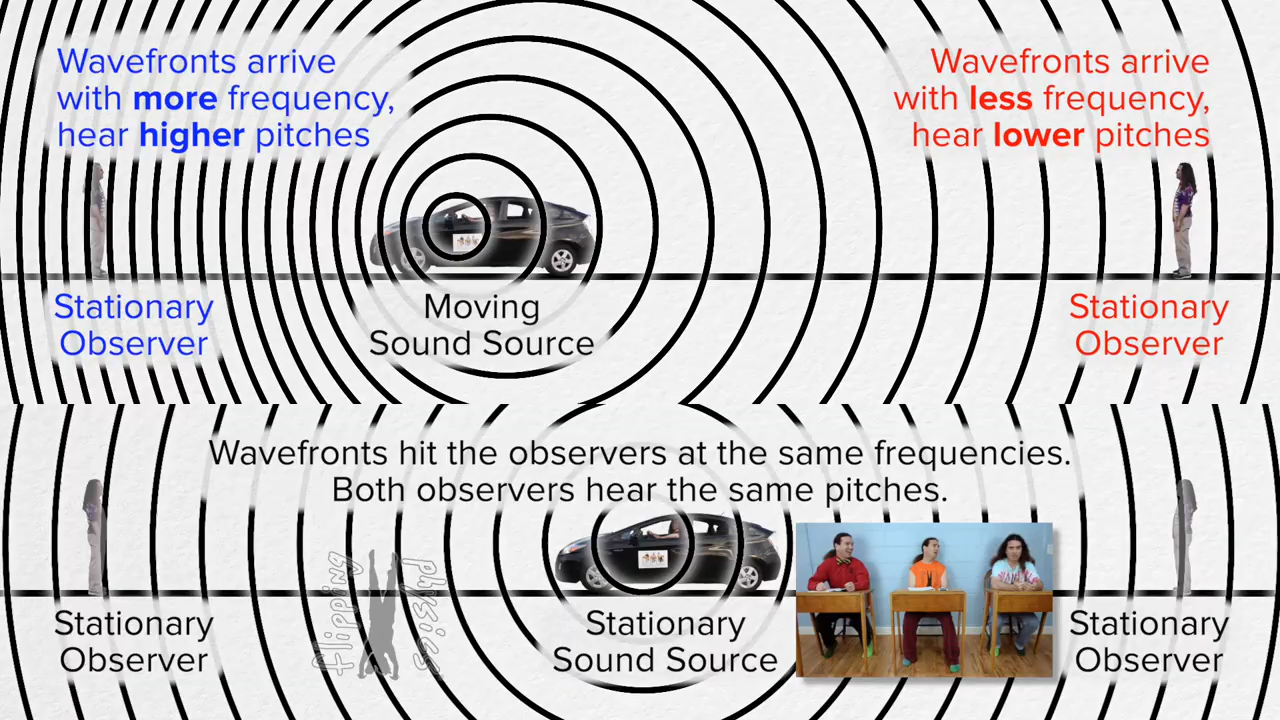 Wavefronts arrive
with more frequency,
hear higher pitches
Wavefronts arrive
with less frequency,
hear lower pitches
Stationary
Observer
Moving
Sound Source
Stationary
Observer
Wavefronts hit the observers at the same frequencies.
Both observers hear the same pitches.
flipping
physics
Stationary
Observer
Stationary
Sound Source
Stationary
Observer